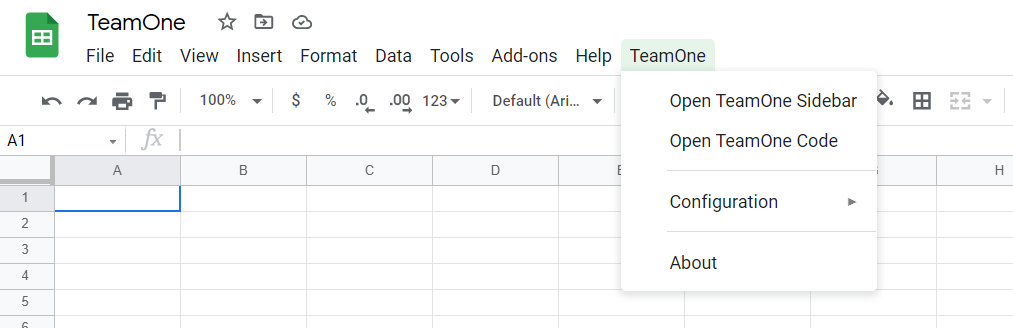 TeamOne
File Edit View Insert Format Data Tools Add-ons Help TeamOne
100% $ % .0 .00 123 Default (Ari...
Open TeamOne Sidebar
A1 fx
Open TeamOne Code
A B C D H
1
Configuration
2
3
About
4
5
6